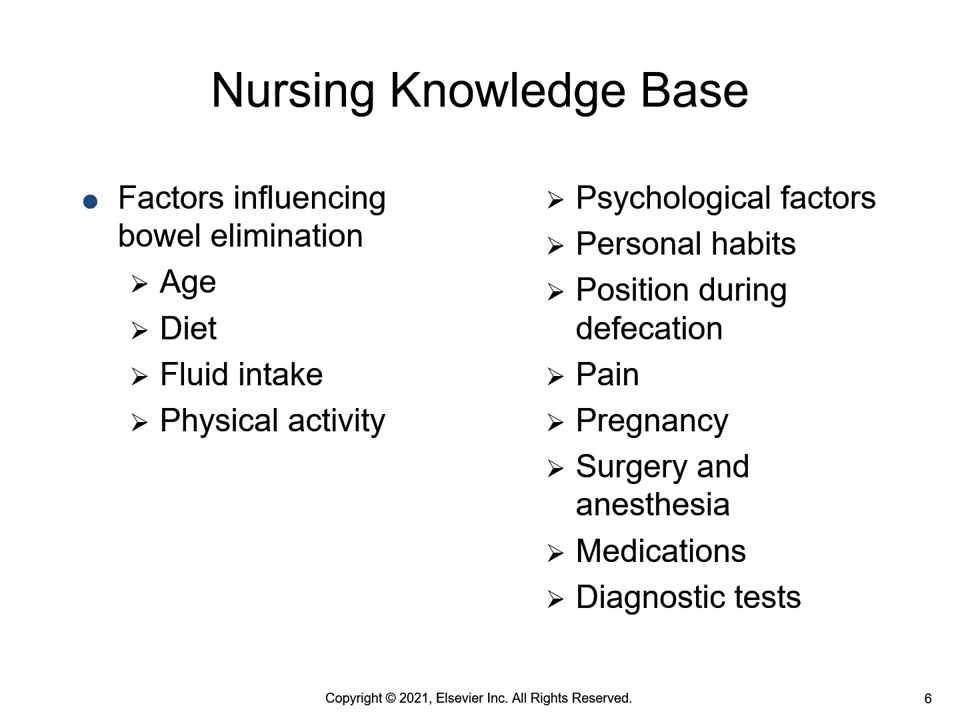 Nursing Knowledge Base
● Factors influencing
bowel elimination
➢ Age
➢ Diet
➢ Fluid intake
➢ Physical activity
➢ Psychological factors
➢ Personal habits
➢ Position during
defecation
➢ Pain
➢ Pregnancy
➢ Surgery and
anesthesia
➢ Medications
➢ Diagnostic tests
Copyright © 2021, Elsevier Inc. All Rights Reserved.
6